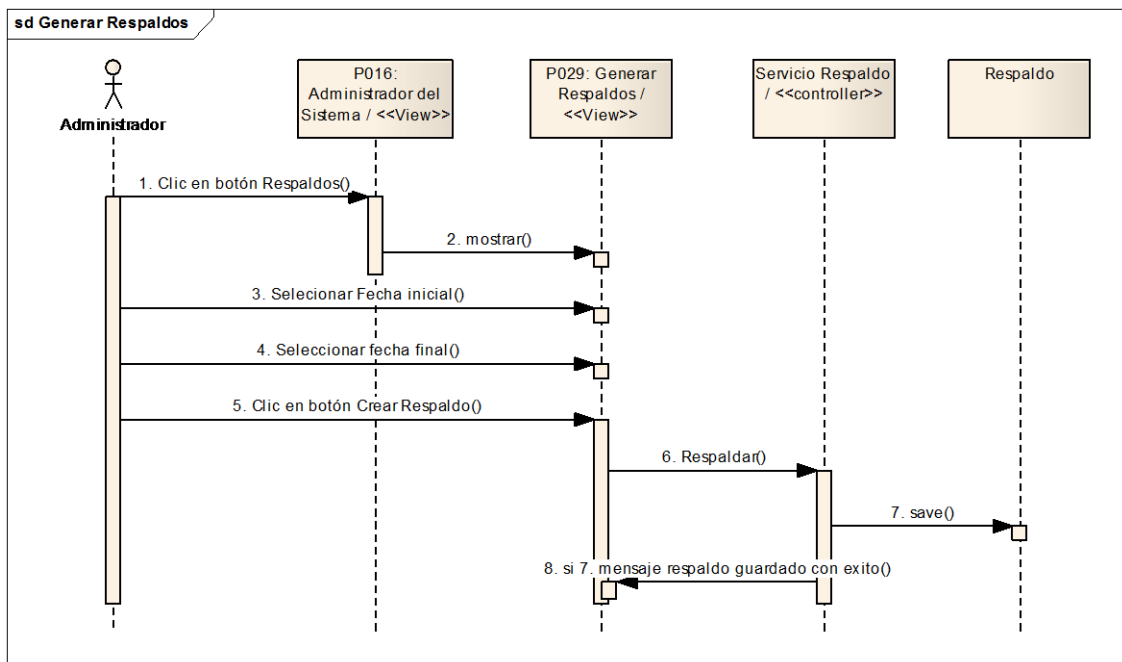 sd Generar Respaldos
Administrador
P016:
Administrador del
Sistema / <<View>>
P029: Generar
Respaldos /
<<View>>
Servicio Respaldo
/ <<controller>>
Respaldo
1. Clic en botón Respaldos()
2. mostrar()
3. Selecionar Fecha inicial()
4. Seleccionar fecha final()
5. Clic en botón Crear Respaldo()
6. Respaldar()
7. save()
8. si 7. mensaje respaldo guardado con exito()